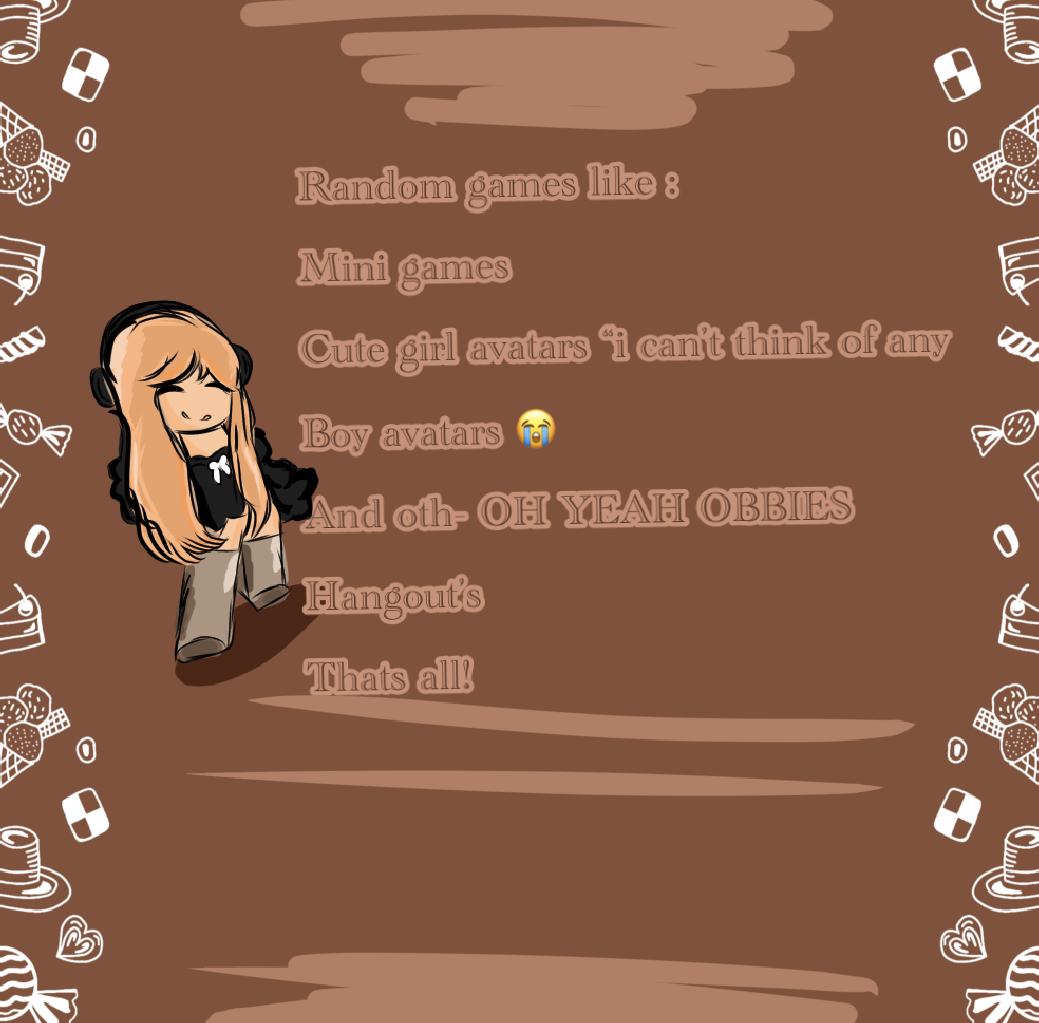 Random games like :
Mini games
Cute girl avatars “i can't think of any
Boy avatars 😭
And oth- OH YEAH OBBIES
Hangout's
Thats all!